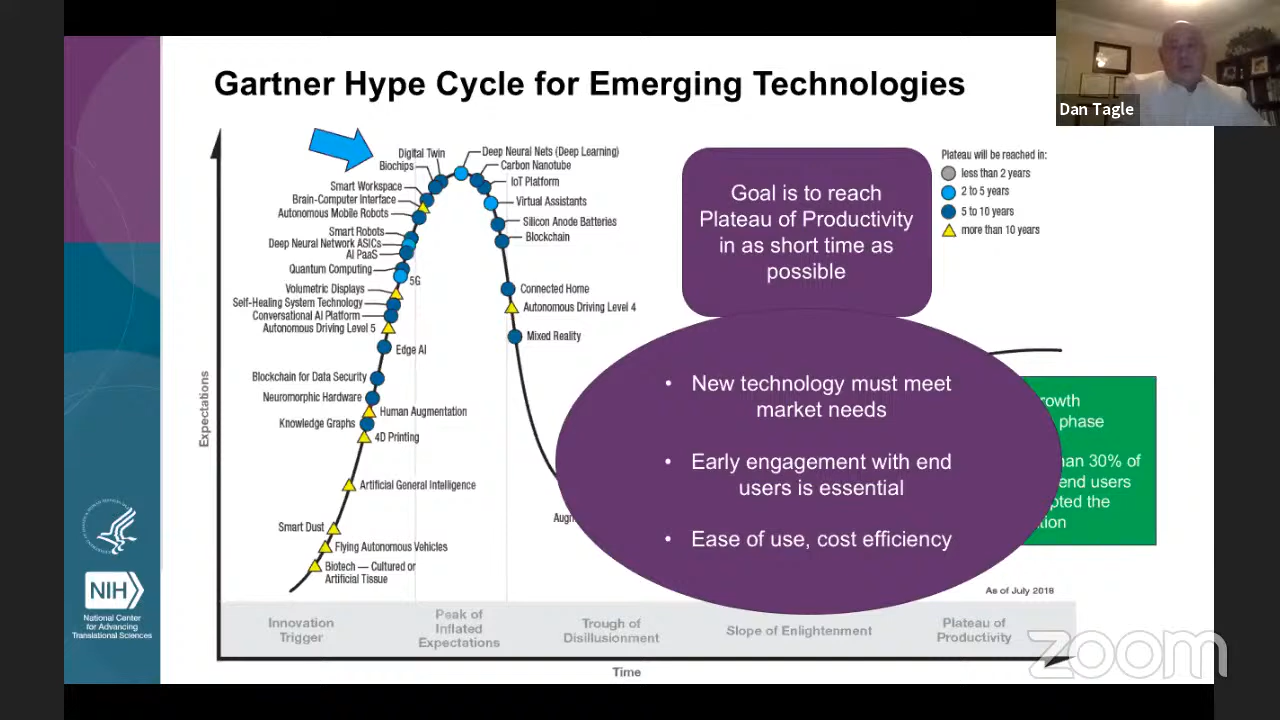 Gartner Hype Cycle for Emerging Technologies
Dan Tagle
Digital Twin
Biochips
Smart Workspace
Brain-Computer Interface
Autonomous Mobile Robots
Smart Robots
Deep Neural Network ASICs
AI PaaS
Quantum Computing
5G
Volumetric Displays
Self-Healing System Technology
Conversational AI Platform
Autonomous Driving Level 5
Edge AI
Blockchain for Data Security
Neuromorphic Hardware
Human Augmentation
Knowledge Graphs
4D Printing
Artificial General Intelligence
Smart Dust
Flying Autonomous Vehicles
Biotech — Cultured or
Artificial Tissue
Deep Neural Nets (Deep Learning)
Carbon Nanotube
IoT Platform
Virtual Assistants
Silicon Anode Batteries
Blockchain
Connected Home
Autonomous Driving Level 4
Mixed Reality
Goal is to reach
Plateau of Productivity
in as short time as
possible
Plateau will be reached in:
less than 2 years
2 to 5 years
5 to 10 years
more than 10 years
• New technology must meet
market needs
• Early engagement with end
users is essential
• Ease of use, cost efficiency
phase
30% of
end users
the
As of July 2018
Expectations
Innovation
Trigger
Peak of
Inflated
Expectations
Trough of
Disillusionment
Slope of Enlightenment
Plateau of
Productivity
Time
NIH
National Center
for Advancing
Translational Sciences
zoom